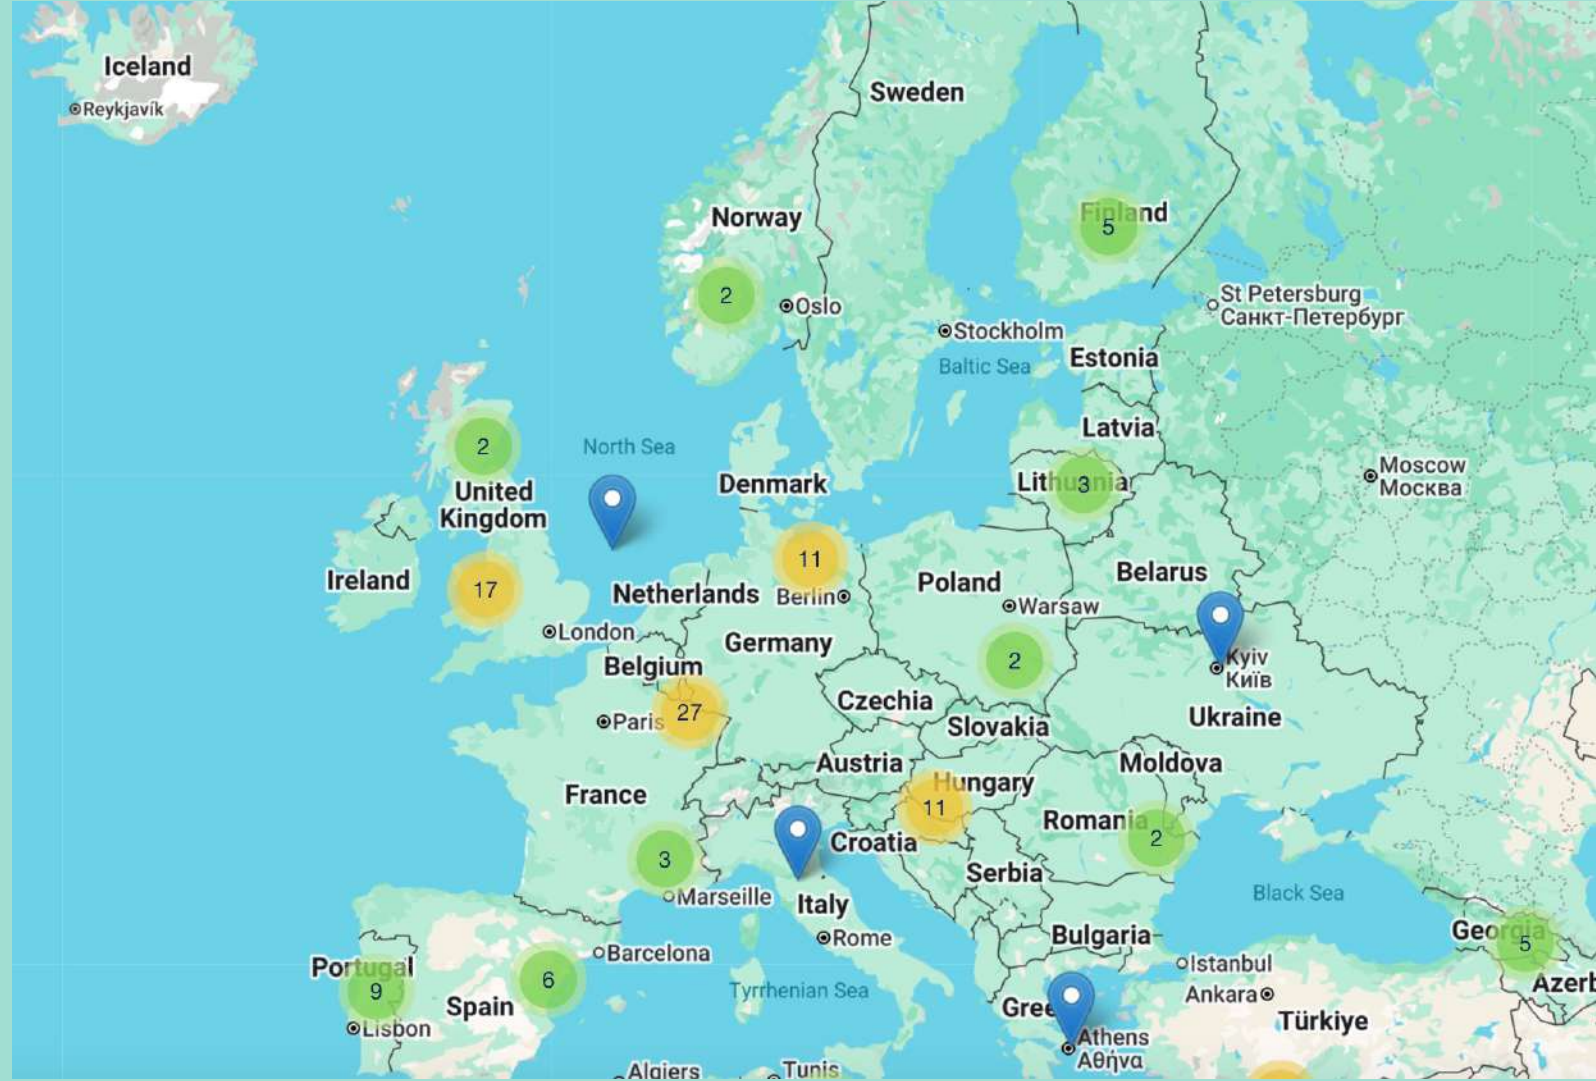 Iceland
Reykjavík
Sweden
Norway
Finland
5
2
Oslo
St Petersburg
Санкт-Петербург
Stockholm
Estonia
Baltic Sea
Latvia
2
North Sea
Moscow
Москва
Lithuania
3
Denmark
United
Kingdom
11
Belarus
Ireland
17
Netherlands
Berlin
Poland
Warsaw
London
Germany
Belgium
2
Kyiv
Київ
Czechia
27
Paris
Ukraine
Slovakia
Austria
Moldova
Hungary
France
11
Romania
2
Croatia
3
Serbia
Black Sea
Marseille
Italy
Georgia
5
Rome
Bulgaria
Barcelona
Istanbul
Portugal
6
Azerb
9
Tyrrhenian Sea
Ankara
Spain
Gree
Türkiye
Lisbon
Athens
Αθήνα
Algiers
Tunis